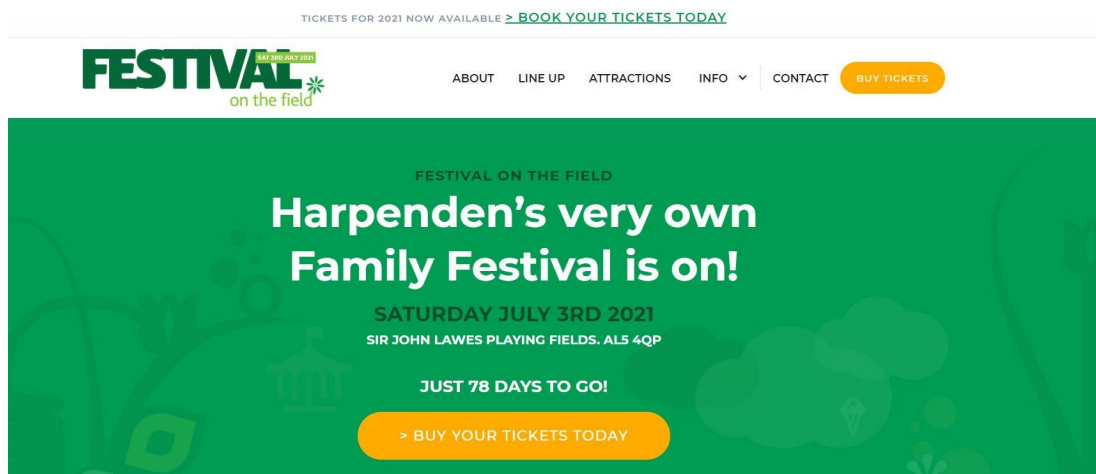 TICKETS FOR 2021 NOW AVAILABLE > BOOK YOUR TICKETS TODAY
FESTIVAL
SAT 3RD JULY 2021
on the field
ABOUT LINE UP ATTRACTIONS INFO CONTACT BUY TICKETS
FESTIVAL ON THE FIELD
Harpenden’s very own
Family Festival is on!
SATURDAY JULY 3RD 2021
SIR JOHN LAWES PLAYING FIELDS. AL5 4QP
JUST 78 DAYS TO GO!
> BUY YOUR TICKETS TODAY